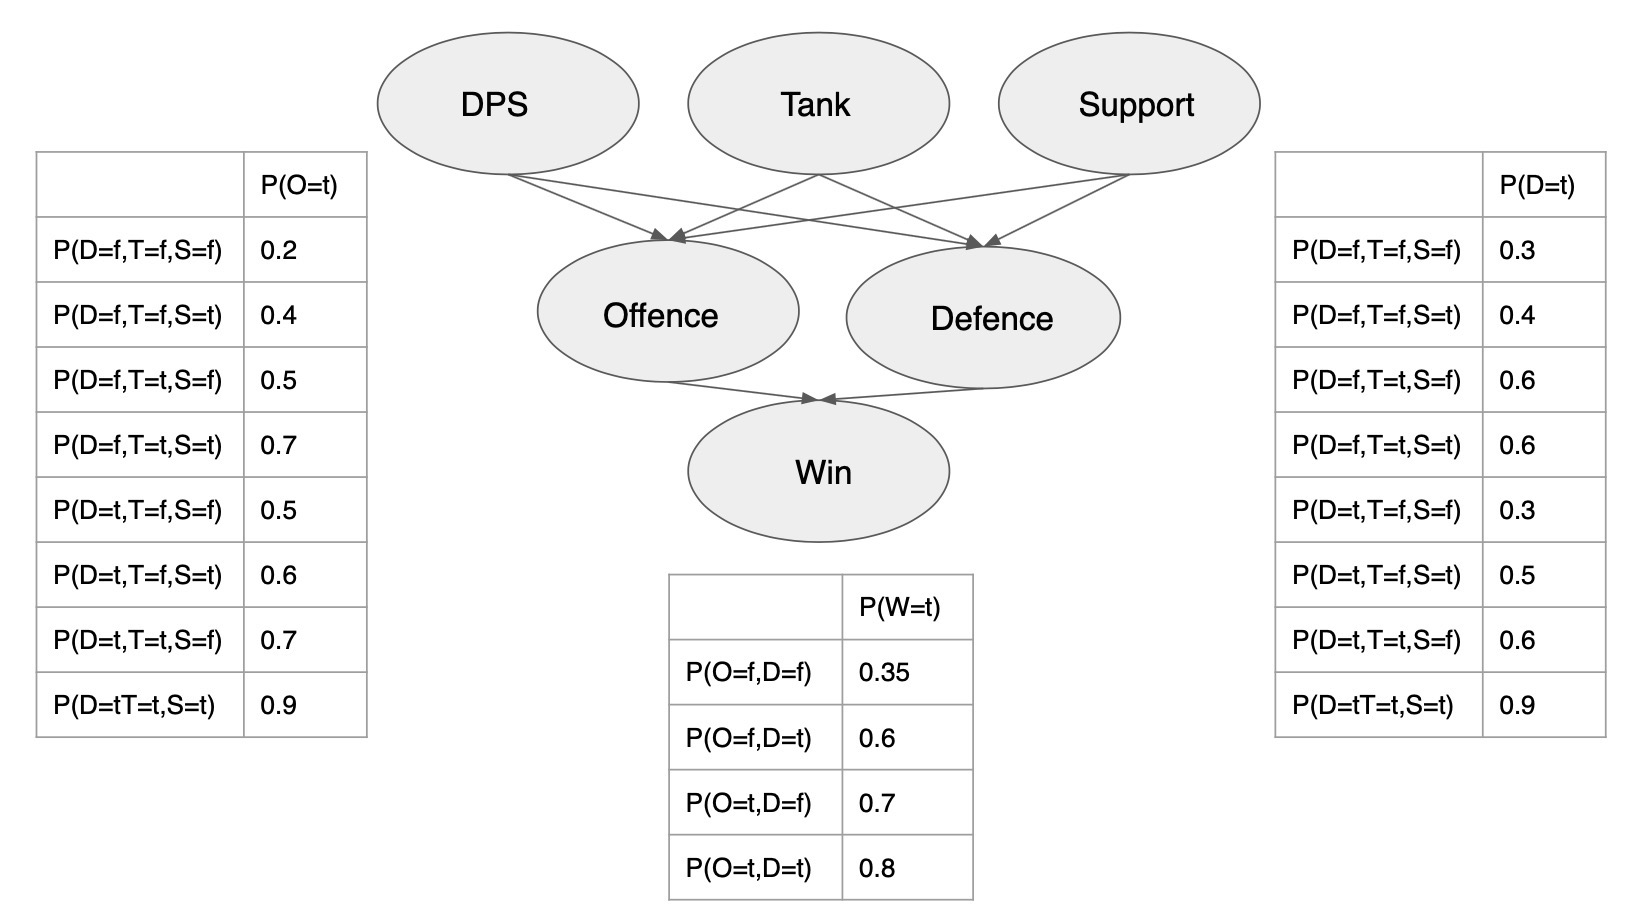 DPS
Tank
Support
P(O=t)
P(D=f,T=f,S=f) 0.2
P(D=f,T=f,S=t) 0.4
P(D=f,T=t,S=f) 0.5
P(D=f,T=t,S=t) 0.7
P(D=t,T=f,S=f) 0.5
P(D=t,T=f,S=t) 0.6
P(D=t,T=t,S=f) 0.7
P(D=tT=t,S=t) 0.9
Offence
Defence
Win
P(D=t)
P(D=f,T=f,S=f) 0.3
P(D=f,T=f,S=t) 0.4
P(D=f,T=t,S=f) 0.6
P(D=f,T=t,S=t) 0.6
P(D=t,T=f,S=f) 0.3
P(D=t,T=f,S=t) 0.5
P(D=t,T=t,S=f) 0.6
P(D=tT=t,S=t) 0.9
P(W=t)
P(O=f,D=f) 0.35
P(O=f,D=t) 0.6
P(O=t,D=f) 0.7
P(O=t,D=t) 0.8